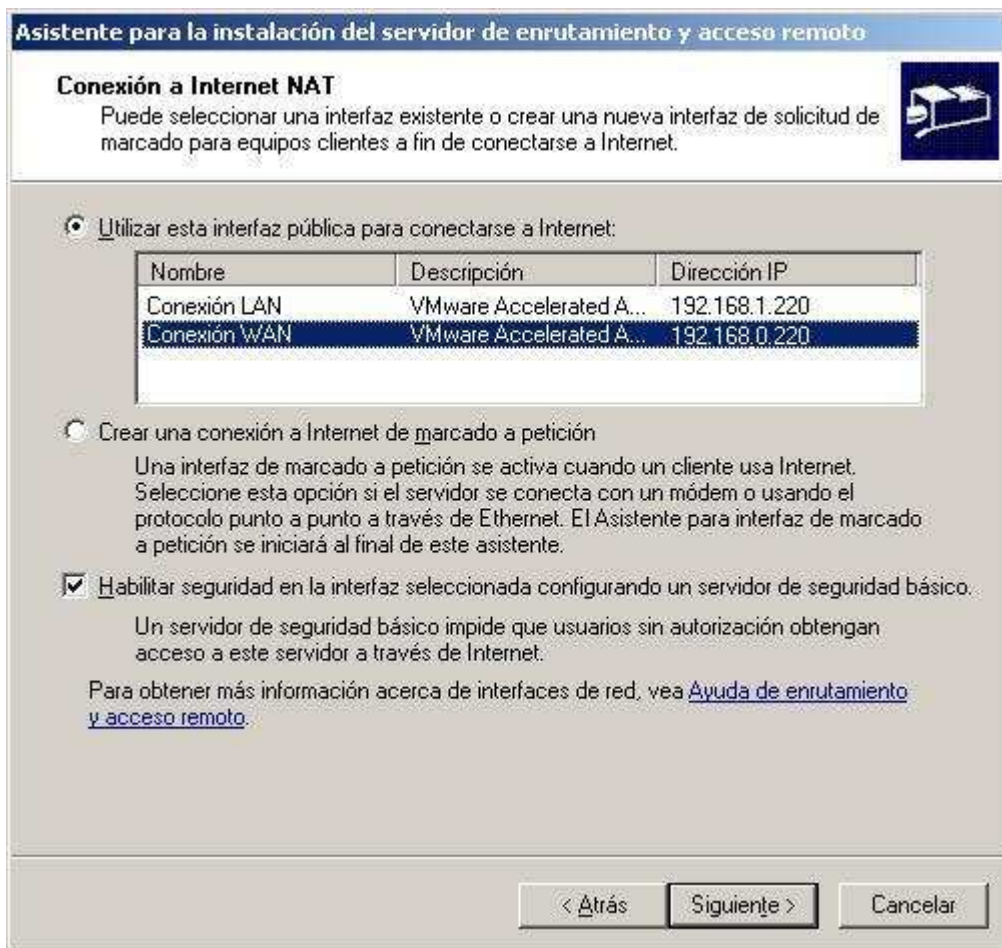 Asistente para la instalación del servidor de enrutamiento y acceso remoto
Conexión a Internet NAT
Puede seleccionar una interfaz existente o crear una nueva interfaz de solicitud de
marcado para equipos clientes a fin de conectarse a Internet.
Utilizar esta interfaz pública para conectarse a Internet:
Nombre Descripción Dirección IP
Conexión LAN VMware Accelerated A... 192.168.1.220
Conexión WAN VMware Accelerated A... 192.168.0.220
Crear una conexión a Internet de marcado a petición
Una interfaz de marcado a petición se activa cuando un cliente usa Internet.
Seleccione esta opción si el servidor se conecta con un módem o usando el
protocolo punto a punto a través de Ethernet. El Asistente para interfaz de marcado
a petición se iniciará al final de este asistente.
Habilitar seguridad en la interfaz seleccionada configurando un servidor de seguridad básico.
Un servidor de seguridad básico impide que usuarios sin autorización obtengan
acceso a este servidor a través de Internet.
Para obtener más información acerca de interfaces de red, vea Ayuda de enrutamiento
y acceso remoto.
< Atrás Siguiente > Cancelar